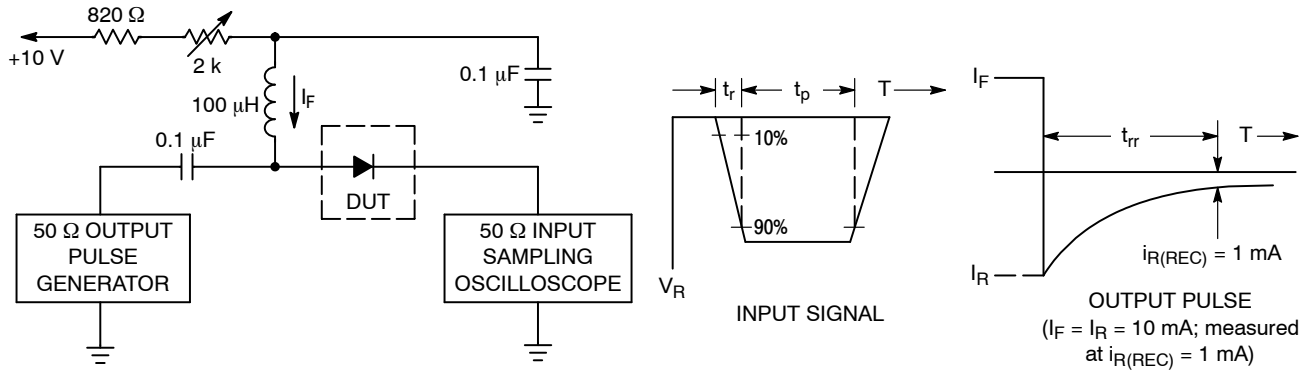 820 Ω
+10 V
2 k
100 μH
I_F
0.1 μF
0.1 μF
DUT
50 Ω OUTPUT
PULSE
GENERATOR
50 Ω INPUT
SAMPLING
OSCILLOSCOPE
t_r
t_p
T
10%
90%
V_R
INPUT SIGNAL
I_F
t_rr
T
I_R
i_R(REC) = 1 mA
OUTPUT PULSE
(I_F = I_R = 10 mA; measured
at i_R(REC) = 1 mA)